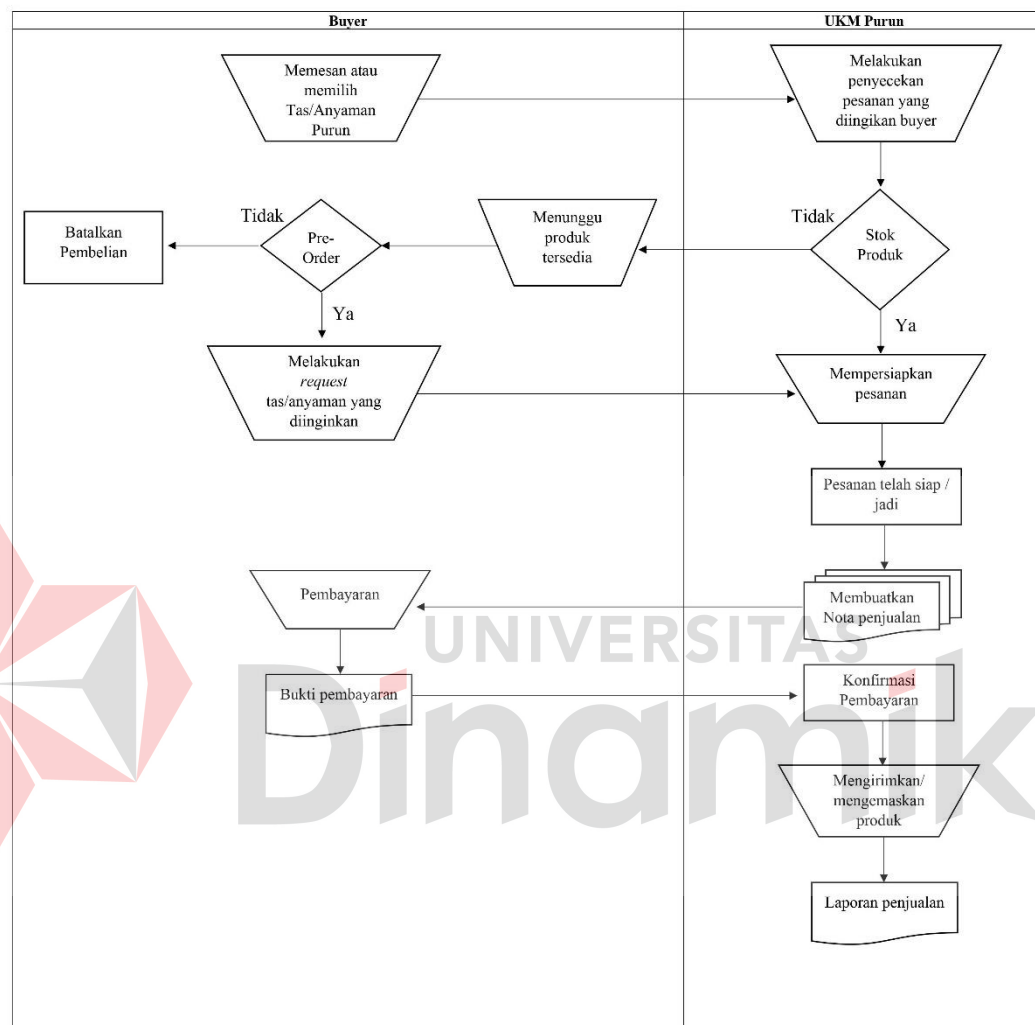 Buyer
UKM Purun
Memesan atau
memilih
Tas/Anyaman
Purun
Melakukan
penyecekan
pesanan yang
diingikan buyer
Batalkan
Pembelian
Tidak
Pre-
Order
Menunggu
produk
tersedia
Tidak
Stok
Produk
Ya
Ya
Melakukan
request
tas/anyaman yang
diinginkan
Mempersiapkan
pesanan
Pesanan telah siap /
jadi
Pembayaran
Membuatkan
Nota penjualan
UNIVERSITAS
Dinamika
Bukti pembayaran
Konfirmasi
Pembayaran
Mengirimkan/
mengemaskan
produk
Laporan penjualan